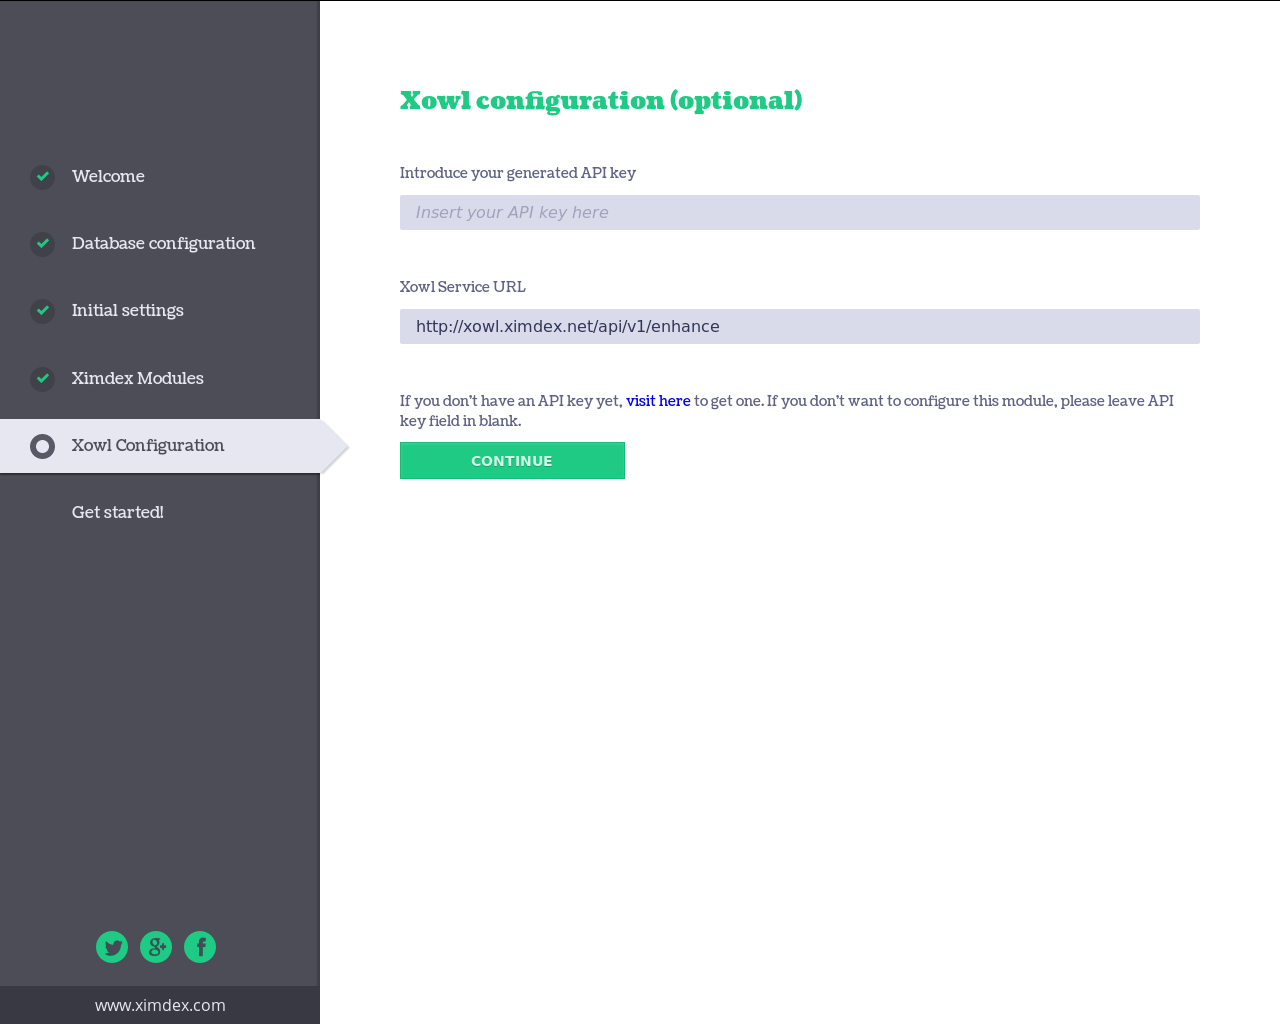 Welcome
Database configuration
Initial settings
Ximdex Modules
Xowl Configuration
Get started!
www.ximdex.com
Xowl configuration (optional)
Introduce your generated API key
Insert your API key here
Xowl Service URL
http://xowl.ximdex.net/api/v1/enhance
If you don't have an API key yet, visit here to get one. If you don't want to configure this module, please leave API
key field in blank.
CONTINUE